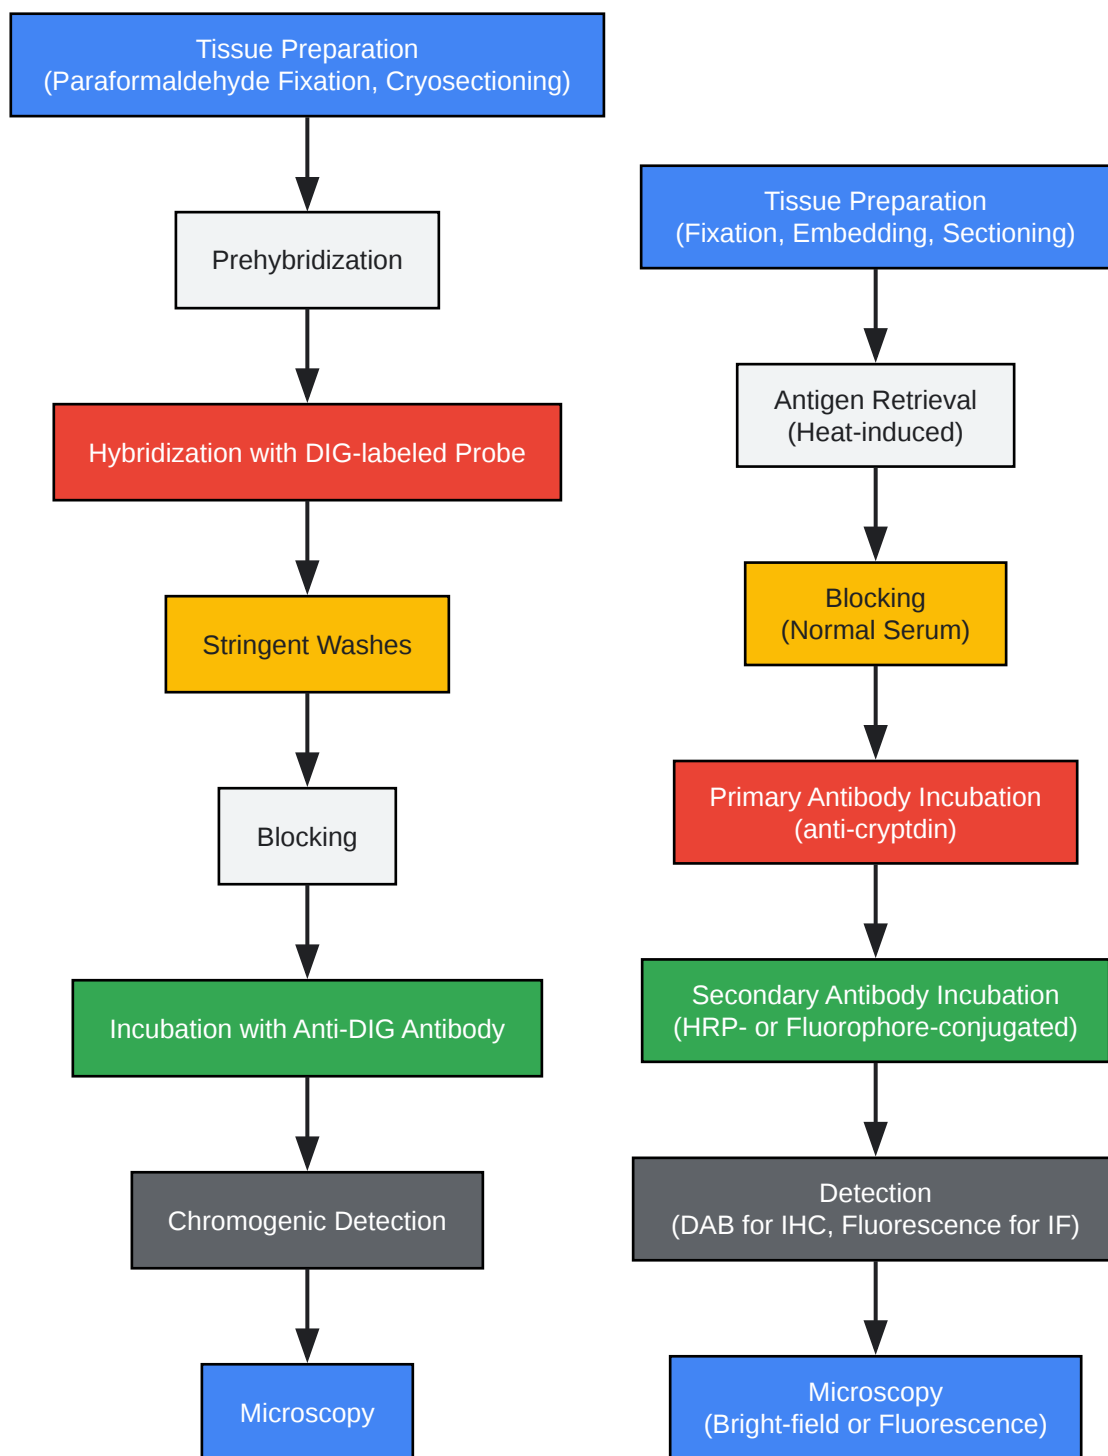 Tissue Preparation
(Paraformaldehyde Fixation, Cryosectioning)
Prehybridization
Hybridization with DIG-labeled Probe
Stringent Washes
Blocking
Incubation with Anti-DIG Antibody
Chromogenic Detection
Microscopy
Tissue Preparation
(Fixation, Embedding, Sectioning)
Antigen Retrieval
(Heat-induced)
Blocking
(Normal Serum)
Primary Antibody Incubation
(anti-cryptdin)
Secondary Antibody Incubation
(HRP- or Fluorophore-conjugated)
Detection
(DAB for IHC, Fluorescence for IF)
Microscopy
(Bright-field or Fluorescence)